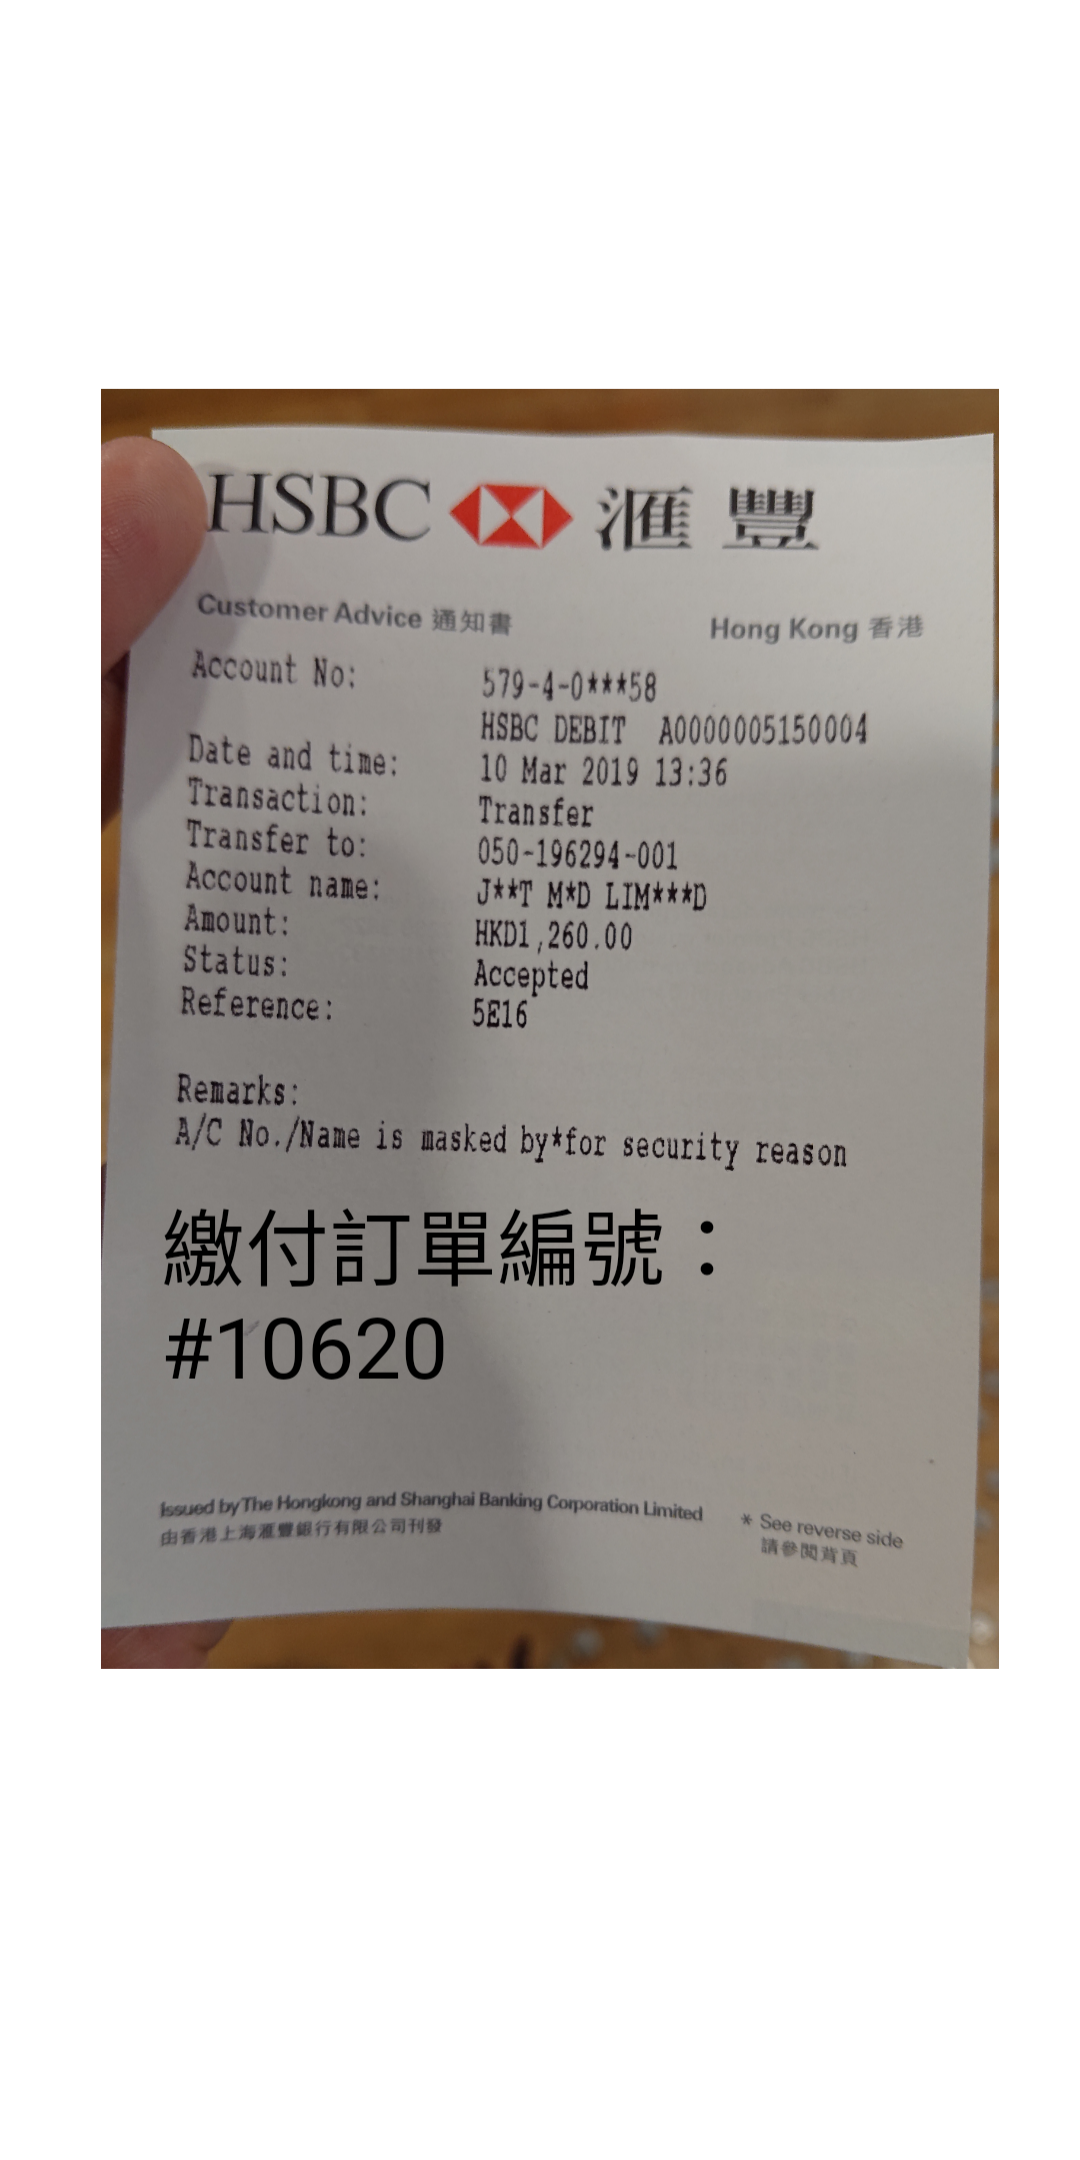 HSBC 滙豐
Customer Advice 通知書 Hong Kong 香港
Account No: 579-4-0***58
HSBC DEBIT A0000005150004
Date and time: 10 Mar 2019 13:36
Transaction: Transfer
Transfer to: 050-196294-001
Account name: J**T M*D LIM***D
Amount: HKD1,260.00
Status: Accepted
Reference: 5E16
Remarks:
A/C No./Name is masked by*for security reason
繳付訂單編號：
#10620
Issued by The Hongkong and Shanghai Banking Corporation Limited
由香港上海滙豐銀行有限公司刊發
* See reverse side
請參閱背頁